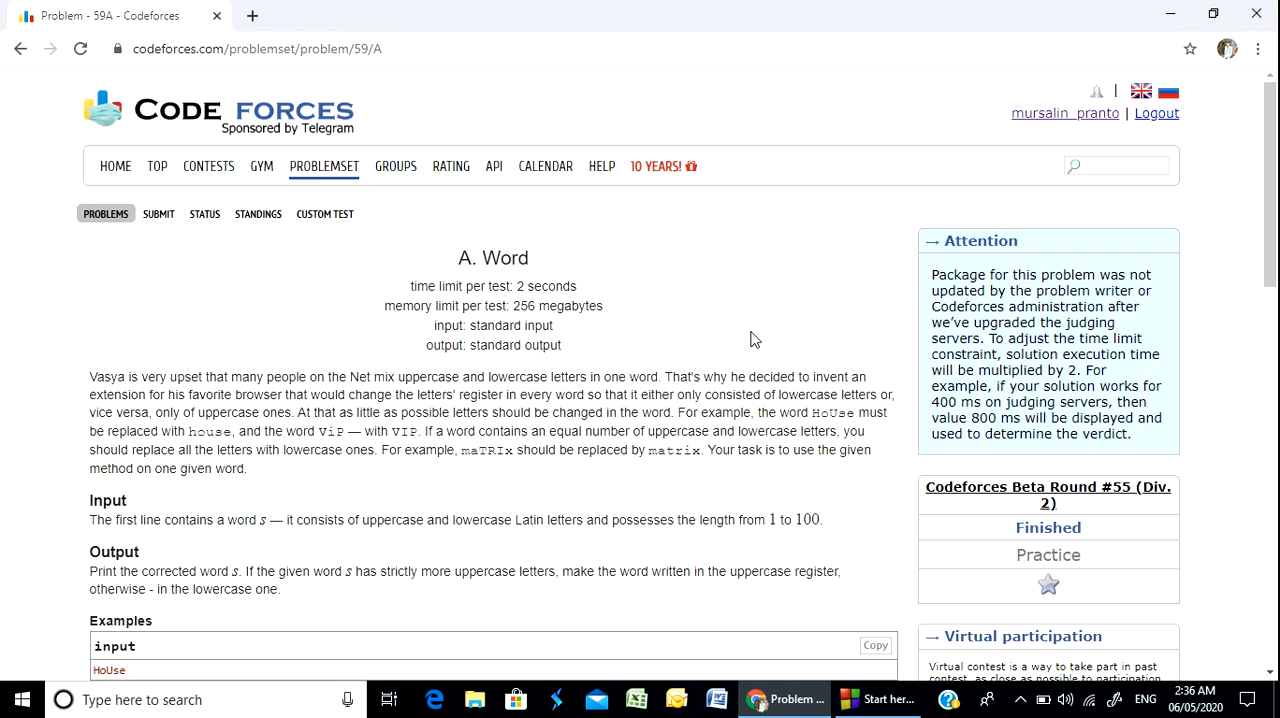 Problem - 59A - Codeforces
codeforces.com/problemset/problem/59/A
CODE FORCES
Sponsored by Telegram
mursalin_pranto | Logout
HOME TOP CONTESTS GYM PROBLEMSET GROUPS RATING API CALENDAR HELP 10 YEARS!
PROBLEMS SUBMIT STATUS STANDINGS CUSTOM TEST
A. Word
time limit per test: 2 seconds
memory limit per test: 256 megabytes
input: standard input
output: standard output
Vasya is very upset that many people on the Net mix uppercase and lowercase letters in one word. That's why he decided to invent an
extension for his favorite browser that would change the letters' register in every word so that it either only consisted of lowercase letters or,
vice versa, only of uppercase ones. At that as little as possible letters should be changed in the word. For example, the word HoUse must
be replaced with house, and the word ViP — with VIP. If a word contains an equal number of uppercase and lowercase letters, you
should replace all the letters with lowercase ones. For example, maTRIx should be replaced by matrix. Your task is to use the given
method on one given word.
Input
The first line contains a word s — it consists of uppercase and lowercase Latin letters and possesses the length from 1 to 100.
Output
Print the corrected word s. If the given word s has strictly more uppercase letters, make the word written in the uppercase register,
otherwise - in the lowercase one.
Examples
input
Copy
HoUse
→ Attention
Package for this problem was not
updated by the problem writer or
Codeforces administration after
we've upgraded the judging
servers. To adjust the time limit
constraint, solution execution time
will be multiplied by 2. For
example, if your solution works for
400 ms on judging servers, then
value 800 ms will be displayed and
used to determine the verdict.
Codeforces Beta Round #55 (Div.
2)
Finished
Practice
→ Virtual participation
Virtual contest is a way to take part in past
contest, as close as possible to participation
Type here to search
Problem ...
Start her...
ENG
2:36 AM
06/05/2020